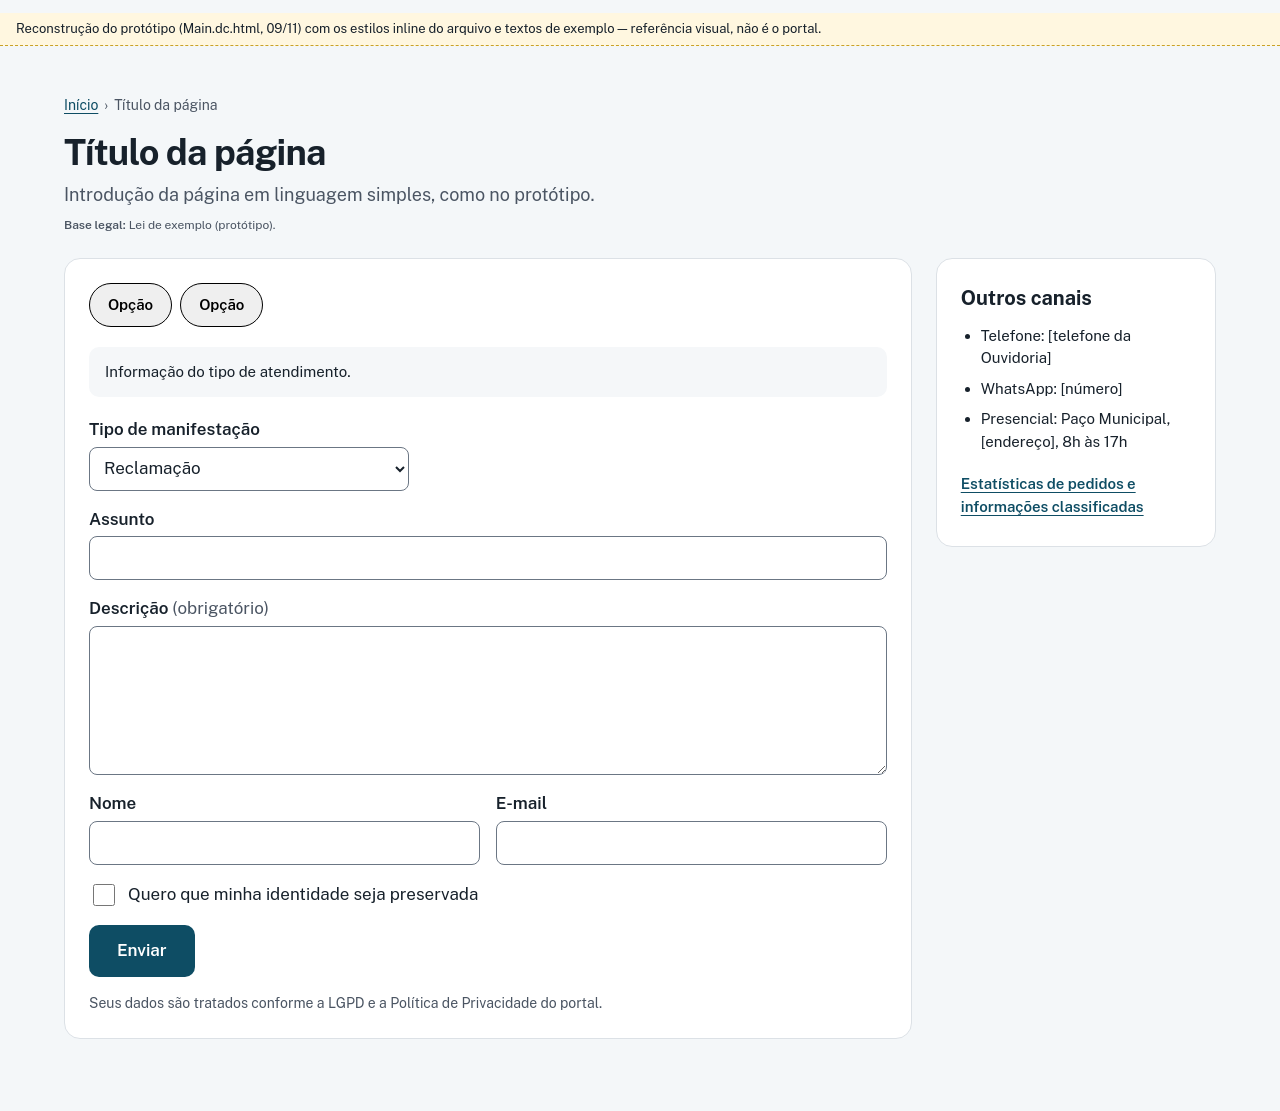 Reconstrução do protótipo (Main.dc.html, 09/11) com os estilos inline do arquivo e textos de exemplo — referência visual, não é o portal.
Início › Título da página
Título da página
Introdução da página em linguagem simples, como no protótipo.
Base legal: Lei de exemplo (protótipo).
Opção Opção
Informação do tipo de atendimento.
Tipo de manifestação
Reclamação
Assunto
Descrição (obrigatório)
Nome E-mail
Quero que minha identidade seja preservada
Enviar
Seus dados são tratados conforme a LGPD e a Política de Privacidade do portal.
Outros canais
Telefone: [telefone da
Ouvidoria]
WhatsApp: [número]
Presencial: Paço Municipal,
[endereço], 8h às 17h
Estatísticas de pedidos e
informações classificadas